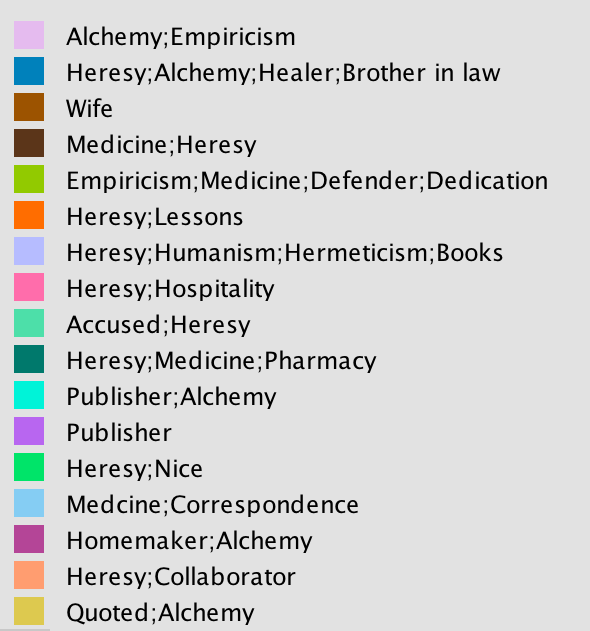 Alchemy;Empiricism
Heresy;Alchemy;Healer;Brother in law
Wife
Medicine;Heresy
Empiricism;Medicine;Defender;Dedication
Heresy;Lessons
Heresy;Humanism;Hermeticism;Books
Heresy;Hospitality
Accused;Heresy
Heresy;Medicine;Pharmacy
Publisher;Alchemy
Publisher
Heresy;Nice
Medcine;Correspondence
Homemaker;Alchemy
Heresy;Collaborator
Quoted;Alchemy